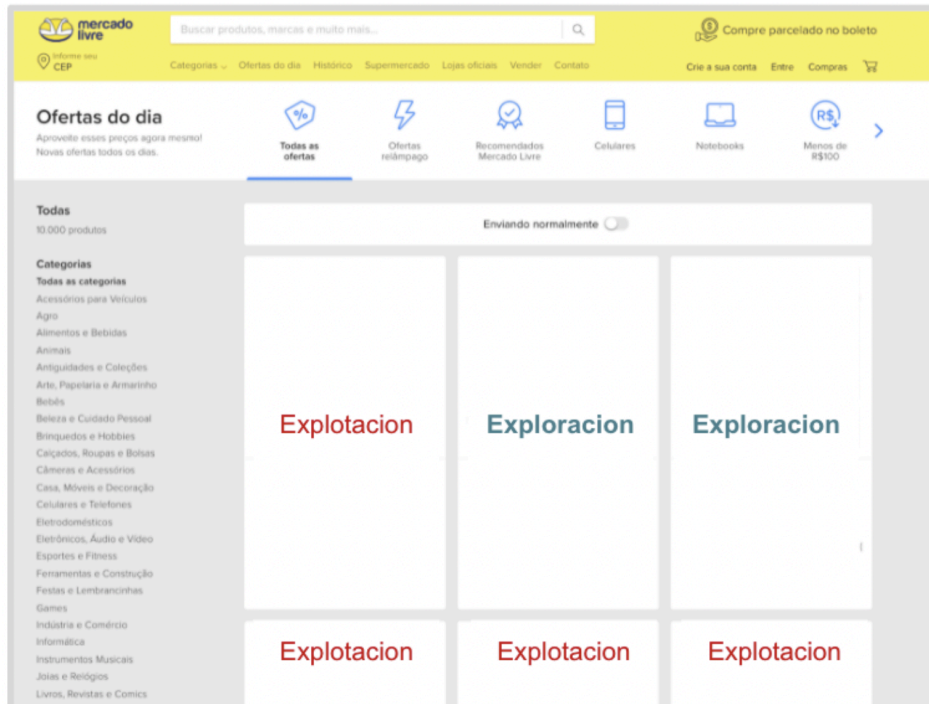 mercado
livre
Buscar produtos, marcas e muito mais...
Compre parcelado no boleto
Informe seu
CEP
Categorias
Ofertas do dia
Histórico
Supermercado
Lojas oficiais
Vender
Contato
Crie a sua conta
Entre
Compras
Ofertas do dia
Aproveite esses preços agora mesmo!
Novas ofertas todos os dias.
Todas as
ofertas
Ofertas
relâmpago
Recomendados
Mercado Livre
Celulares
Notebooks
R$
Menos de
R$100
Todas
10.000 produtos
Enviando normalmente
Categorias
Todas as categorias
Acessórios para Veículos
Agro
Alimentos e Bebidas
Animais
Antiguidades e Coleções
Arte, Papelaria e Armarinho
Bebês
Beleza e Cuidado Pessoal
Brinquedos e Hobbies
Calçados, Roupas e Bolsas
Câmeras e Acessórios
Casa, Móveis e Decoração
Celulares e Telefones
Eletrodomésticos
Eletrônicos, Áudio e Vídeo
Esportes e Fitness
Ferramentas e Construção
Festas e Lembrancinhas
Games
Indústria e Comércio
Informática
Instrumentos Musicais
Joias e Relógios
Livros, Revistas e Comics
Explotacion
Exploracion
Exploracion
Explotacion
Explotacion
Explotacion